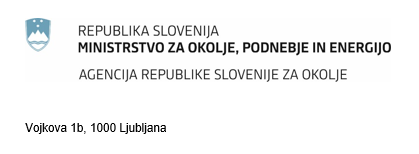 REPUBLIKA SLOVENIJA
MINISTRSTVO ZA OKOLJE, PODNEBJE IN ENERGIJO
AGENCIJA REPUBLIKE SLOVENIJE ZA OKOLJE
Vojkova 1b, 1000 Ljubljana